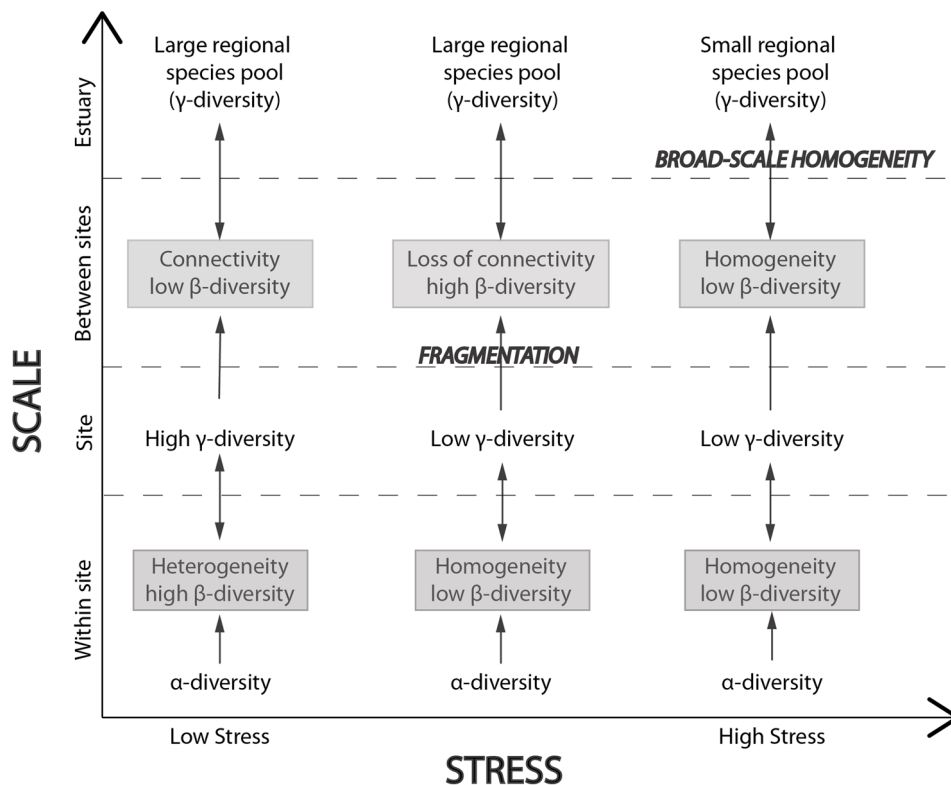 Large regional
species pool
(γ-diversity)
Large regional
species pool
(γ-diversity)
Small regional
species pool
(γ-diversity)
Estuary
BROAD-SCALE HOMOGENEITY
Between sites
Connectivity
low β-diversity
Loss of connectivity
high β-diversity
Homogeneity
low β-diversity
FRAGMENTATION
SCALE
Site
High γ-diversity
Low γ-diversity
Low γ-diversity
Within site
Heterogeneity
high β-diversity
Homogeneity
low β-diversity
Homogeneity
low β-diversity
α-diversity
α-diversity
α-diversity
Low Stress
High Stress
STRESS